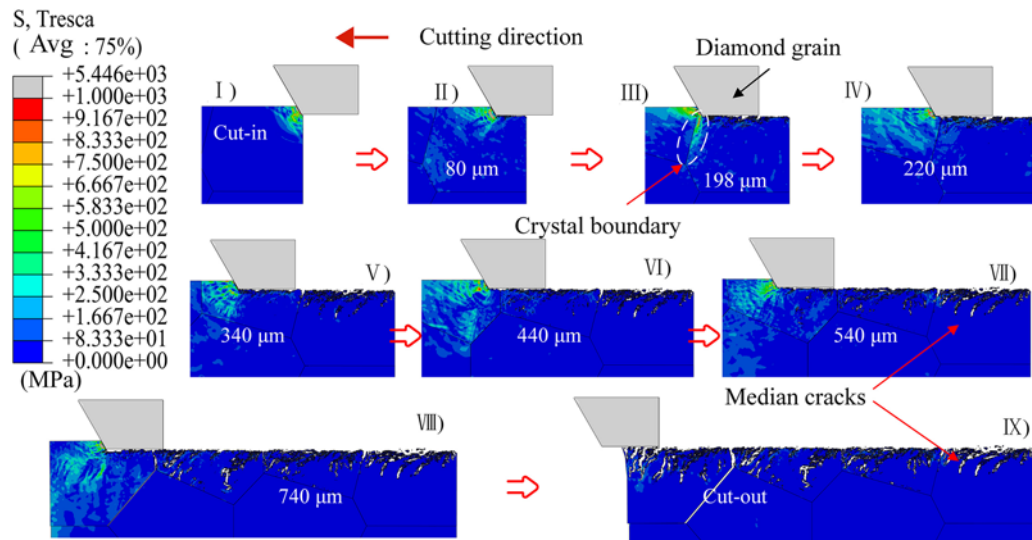 S, Tresca
( Avg : 75%)
+5.446e+03
+1.000e+03
+9.167e+02
+8.333e+02
+7.500e+02
+6.667e+02
+5.833e+02
+5.000e+02
+4.167e+02
+3.333e+02
+2.500e+02
+1.667e+02
+8.333e+01
+0.000e+00
(MPa)
Cutting direction
Diamond grain
Ⅰ)
Cut-in
Ⅱ)
80 μm
Ⅲ)
198 μm
Ⅳ)
220 μm
Crystal boundary
Ⅴ)
340 μm
Ⅵ)
440 μm
Ⅶ)
540 μm
Median cracks
Ⅷ)
740 μm
Ⅸ)
Cut-out